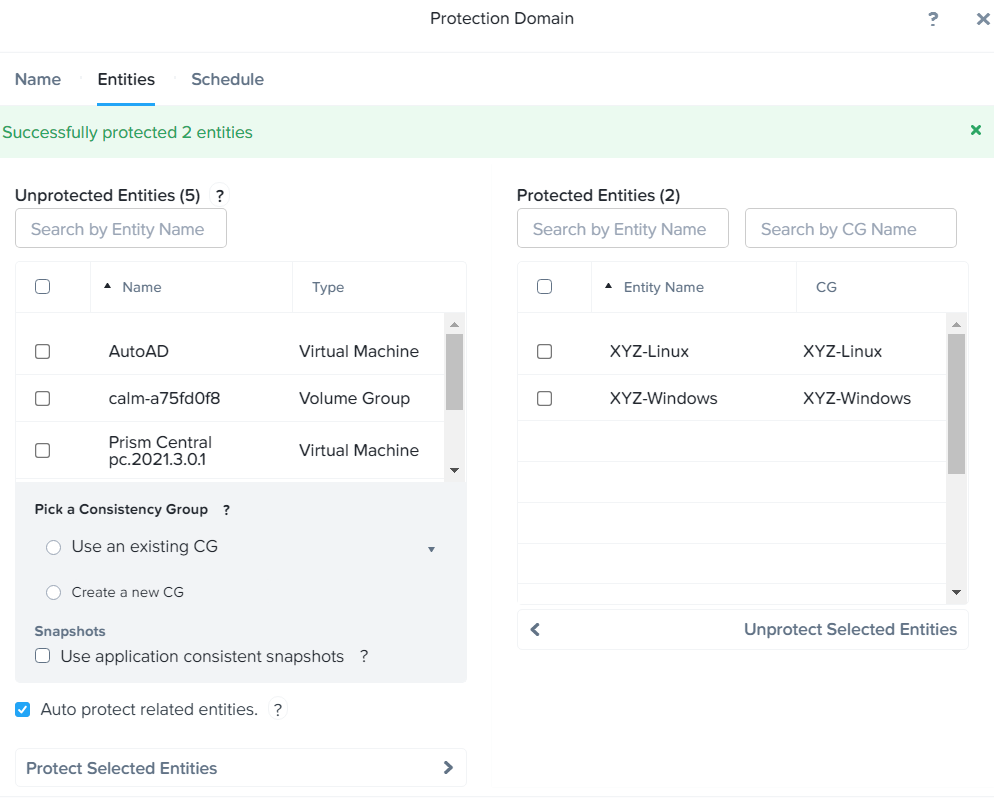 Protection Domain
?
×
Name
Entities
Schedule
Successfully protected 2 entities
×
Unprotected Entities (5) ?
Search by Entity Name
Name
Type
AutoAD
Virtual Machine
calm-a75fd0f8
Volume Group
Prism Central
pc.2021.3.0.1
Virtual Machine
Pick a Consistency Group ?
Use an existing CG
Create a new CG
Snapshots
Use application consistent snapshots ?
Auto protect related entities. ?
Protect Selected Entities
Protected Entities (2)
Search by Entity Name
Search by CG Name
Entity Name
CG
XYZ-Linux
XYZ-Linux
XYZ-Windows
XYZ-Windows
Unprotect Selected Entities